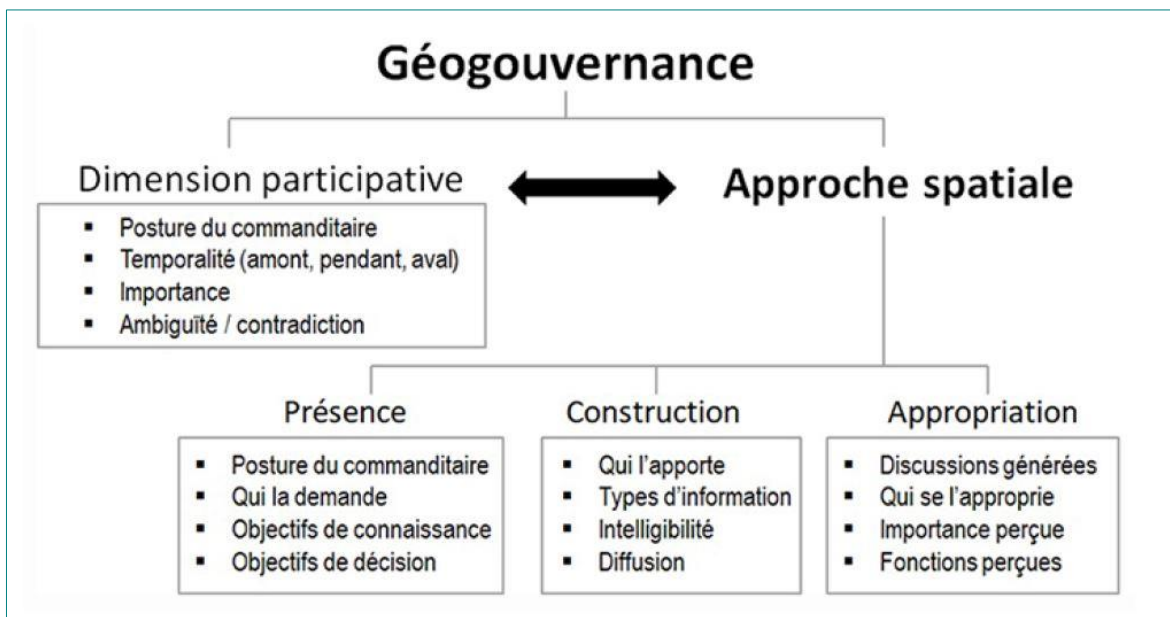 Géogouvernance
Dimension participative
Approche spatiale
▪ Posture du commanditaire
▪ Temporalité (amont, pendant, aval)
▪ Importance
▪ Ambiguïté / contradiction
Présence
▪ Posture du commanditaire
▪ Qui la demande
▪ Objectifs de connaissance
▪ Objectifs de décision
Construction
▪ Qui l'apporte
▪ Types d'information
▪ Intelligibilité
▪ Diffusion
Appropriation
▪ Discussions générées
▪ Qui se l'approprie
▪ Importance perçue
▪ Fonctions perçues